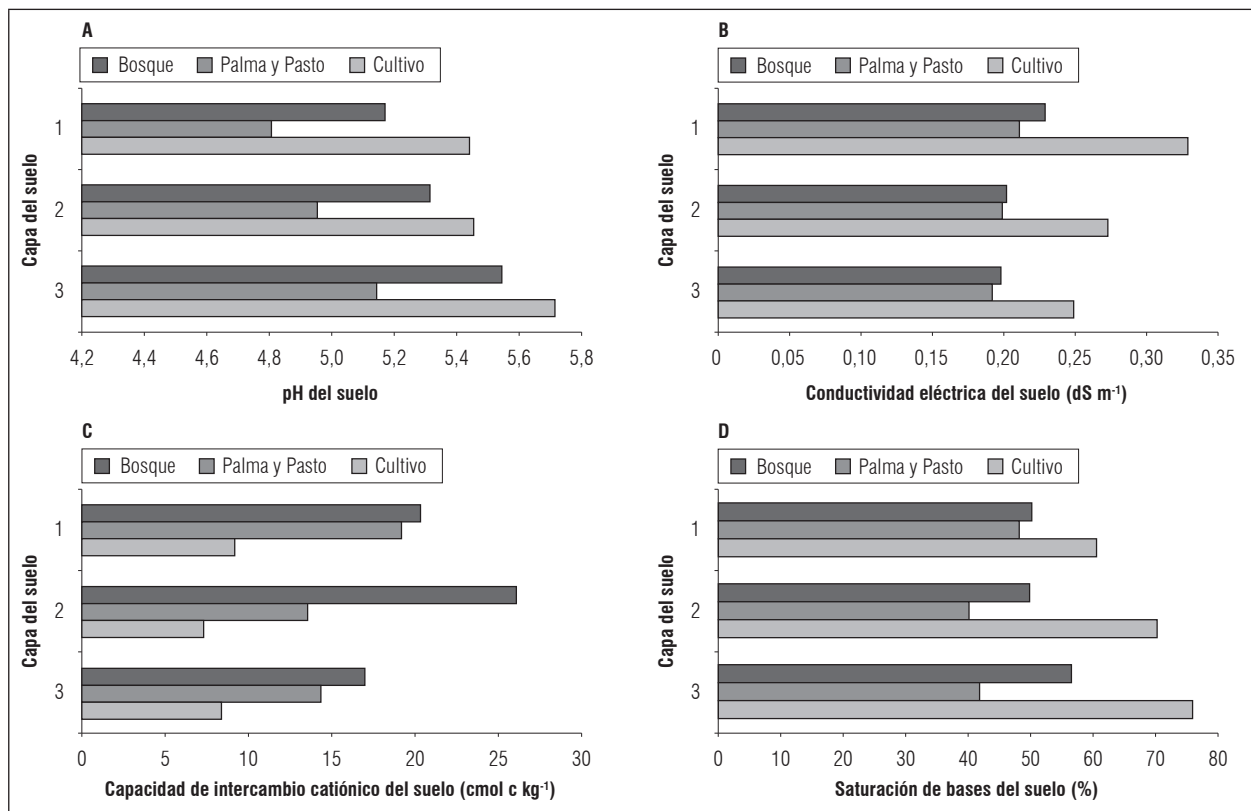 A
Bosque Palma y Pasto Cultivo
Capa del suelo
1
2
3
4,2 4,4 4,6 4,8 5,0 5,2 5,4 5,6 5,8
pH del suelo
B
Bosque Palma y Pasto Cultivo
Capa del suelo
1
2
3
0 0,05 0,10 0,15 0,20 0,25 0,30 0,35
Conductividad eléctrica del suelo (dS m⁻¹)
C
Bosque Palma y Pasto Cultivo
Capa del suelo
1
2
3
0 5 10 15 20 25 30
Capacidad de intercambio catiónico del suelo (cmol c kg⁻¹)
D
Bosque Palma y Pasto Cultivo
Capa del suelo
1
2
3
0 10 20 30 40 50 60 70 80
Saturación de bases del suelo (%)